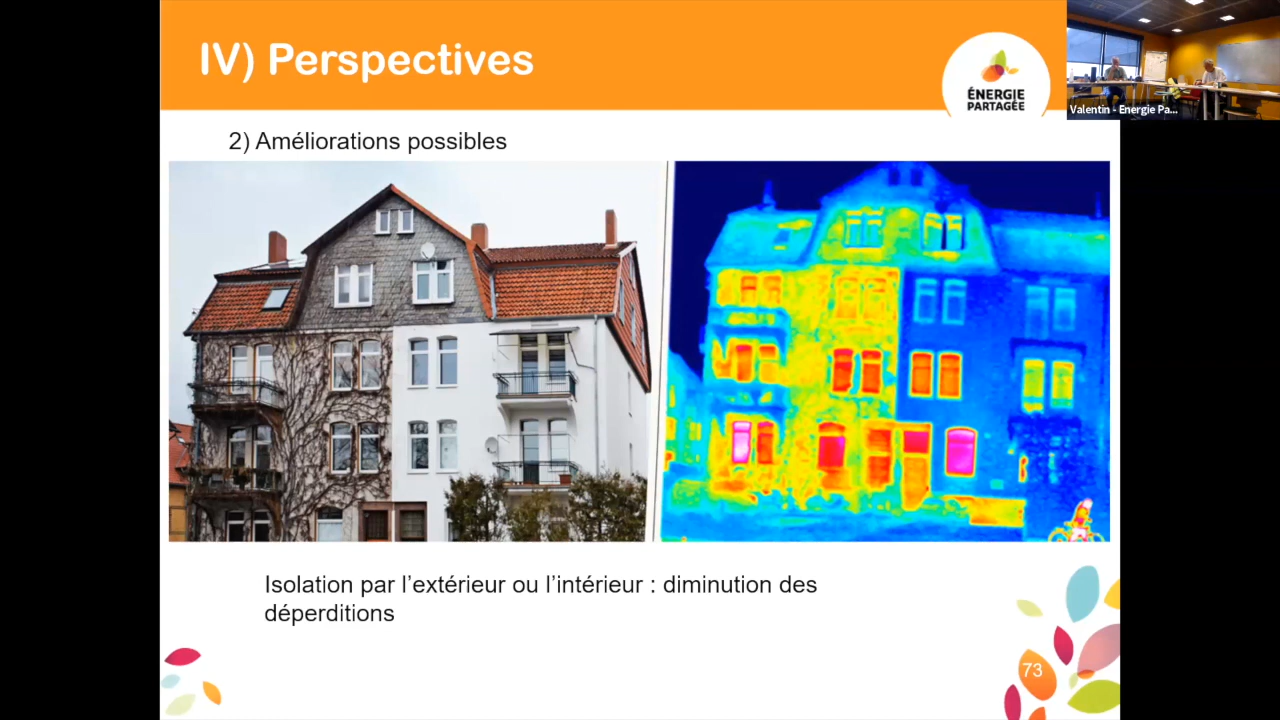 IV) Perspectives
ÉNERGIE
PARTAGÉE
Valentin - Energie Pa...
2) Améliorations possibles
Isolation par l’extérieur ou l’intérieur : diminution des
déperditions
73